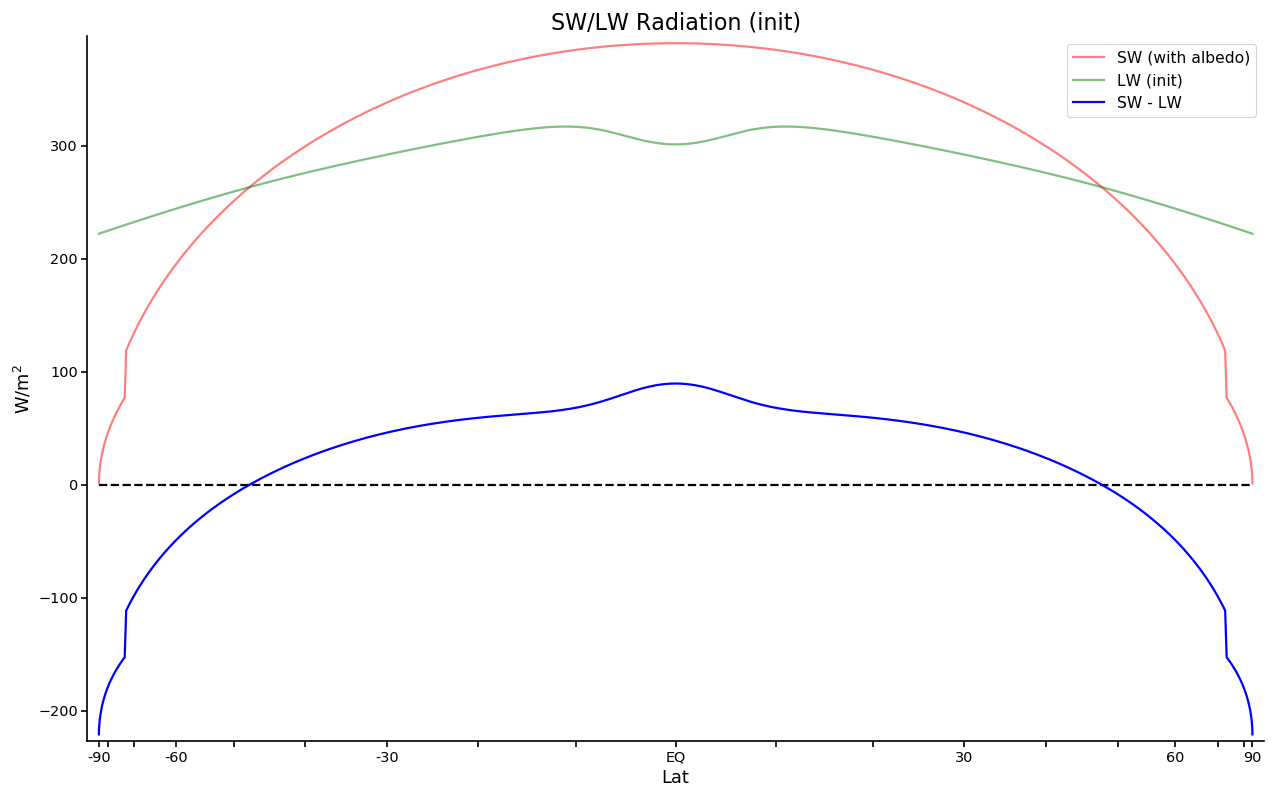 SW/LW Radiation (init)
SW (with albedo)
LW (init)
SW - LW
W/m²
300
200
100
0
−100
−200
-90 -60 -30 EQ 30 60 90
Lat